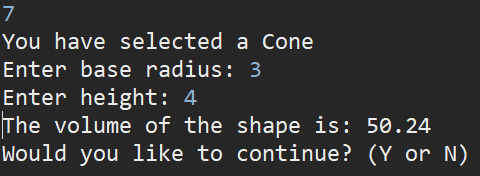 7
You have selected a Cone
Enter base radius: 3
Enter height: 4
The volume of the shape is: 50.24
Would you like to continue? (Y or N)